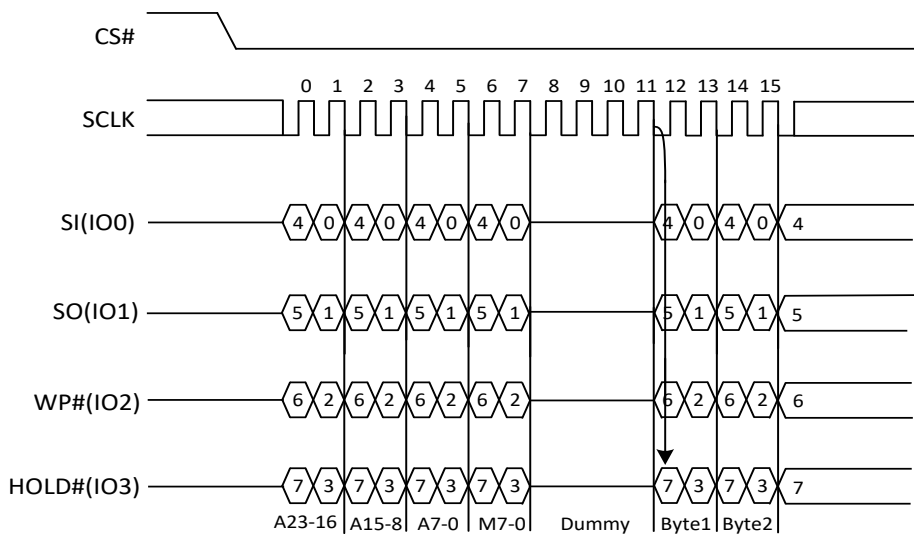 CS#
0 1 2 3 4 5 6 7 8 9 10 11 12 13 14 15
SCLK
SI(IO0) 4 0 4 0 4 0 4 0 4 0 4 0 4
SO(IO1) 5 1 5 1 5 1 5 1 5 1 5 1 5
WP#(IO2) 6 2 6 2 6 2 6 2 6 2 6 2 6
HOLD#(IO3) 7 3 7 3 7 3 7 3 7 3 7 3 7
A23-16 A15-8 A7-0 M7-0 Dummy Byte1 Byte2